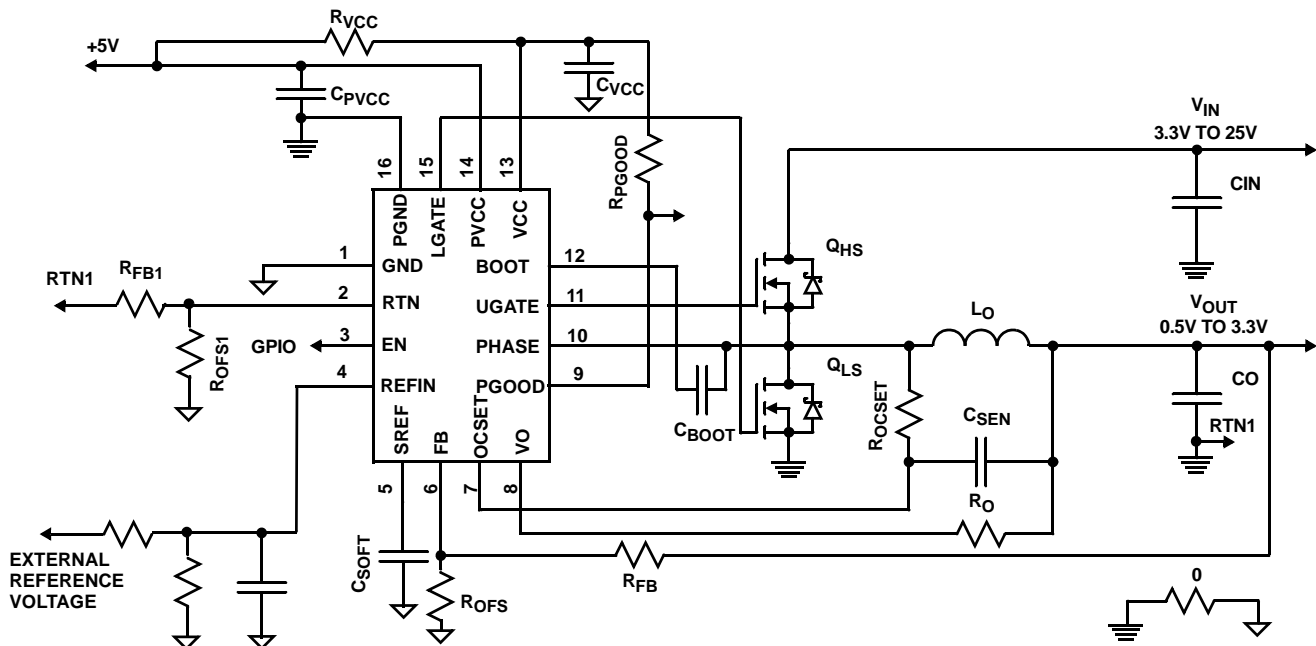 RVCC
+5V
CPVCC
CVCC
VIN
3.3V TO 25V
CIN
RPGOOD
16
15
14
13
PGND
LGATE
PVCC
VCC
1
GND
BOOT
12
QHS
RTN1
RFB1
2
RTN
UGATE
11
VOUT
0.5V TO 3.3V
LO
ROFS1
GPIO
3
EN
PHASE
10
QLS
4
REFIN
PGOOD
9
CBOOT
ROCSET
CSEN
CO
RTN1
SREF
FB
OCSET
VO
5
6
7
8
RO
EXTERNAL
REFERENCE
VOLTAGE
CSOFT
ROFS
RFB
0